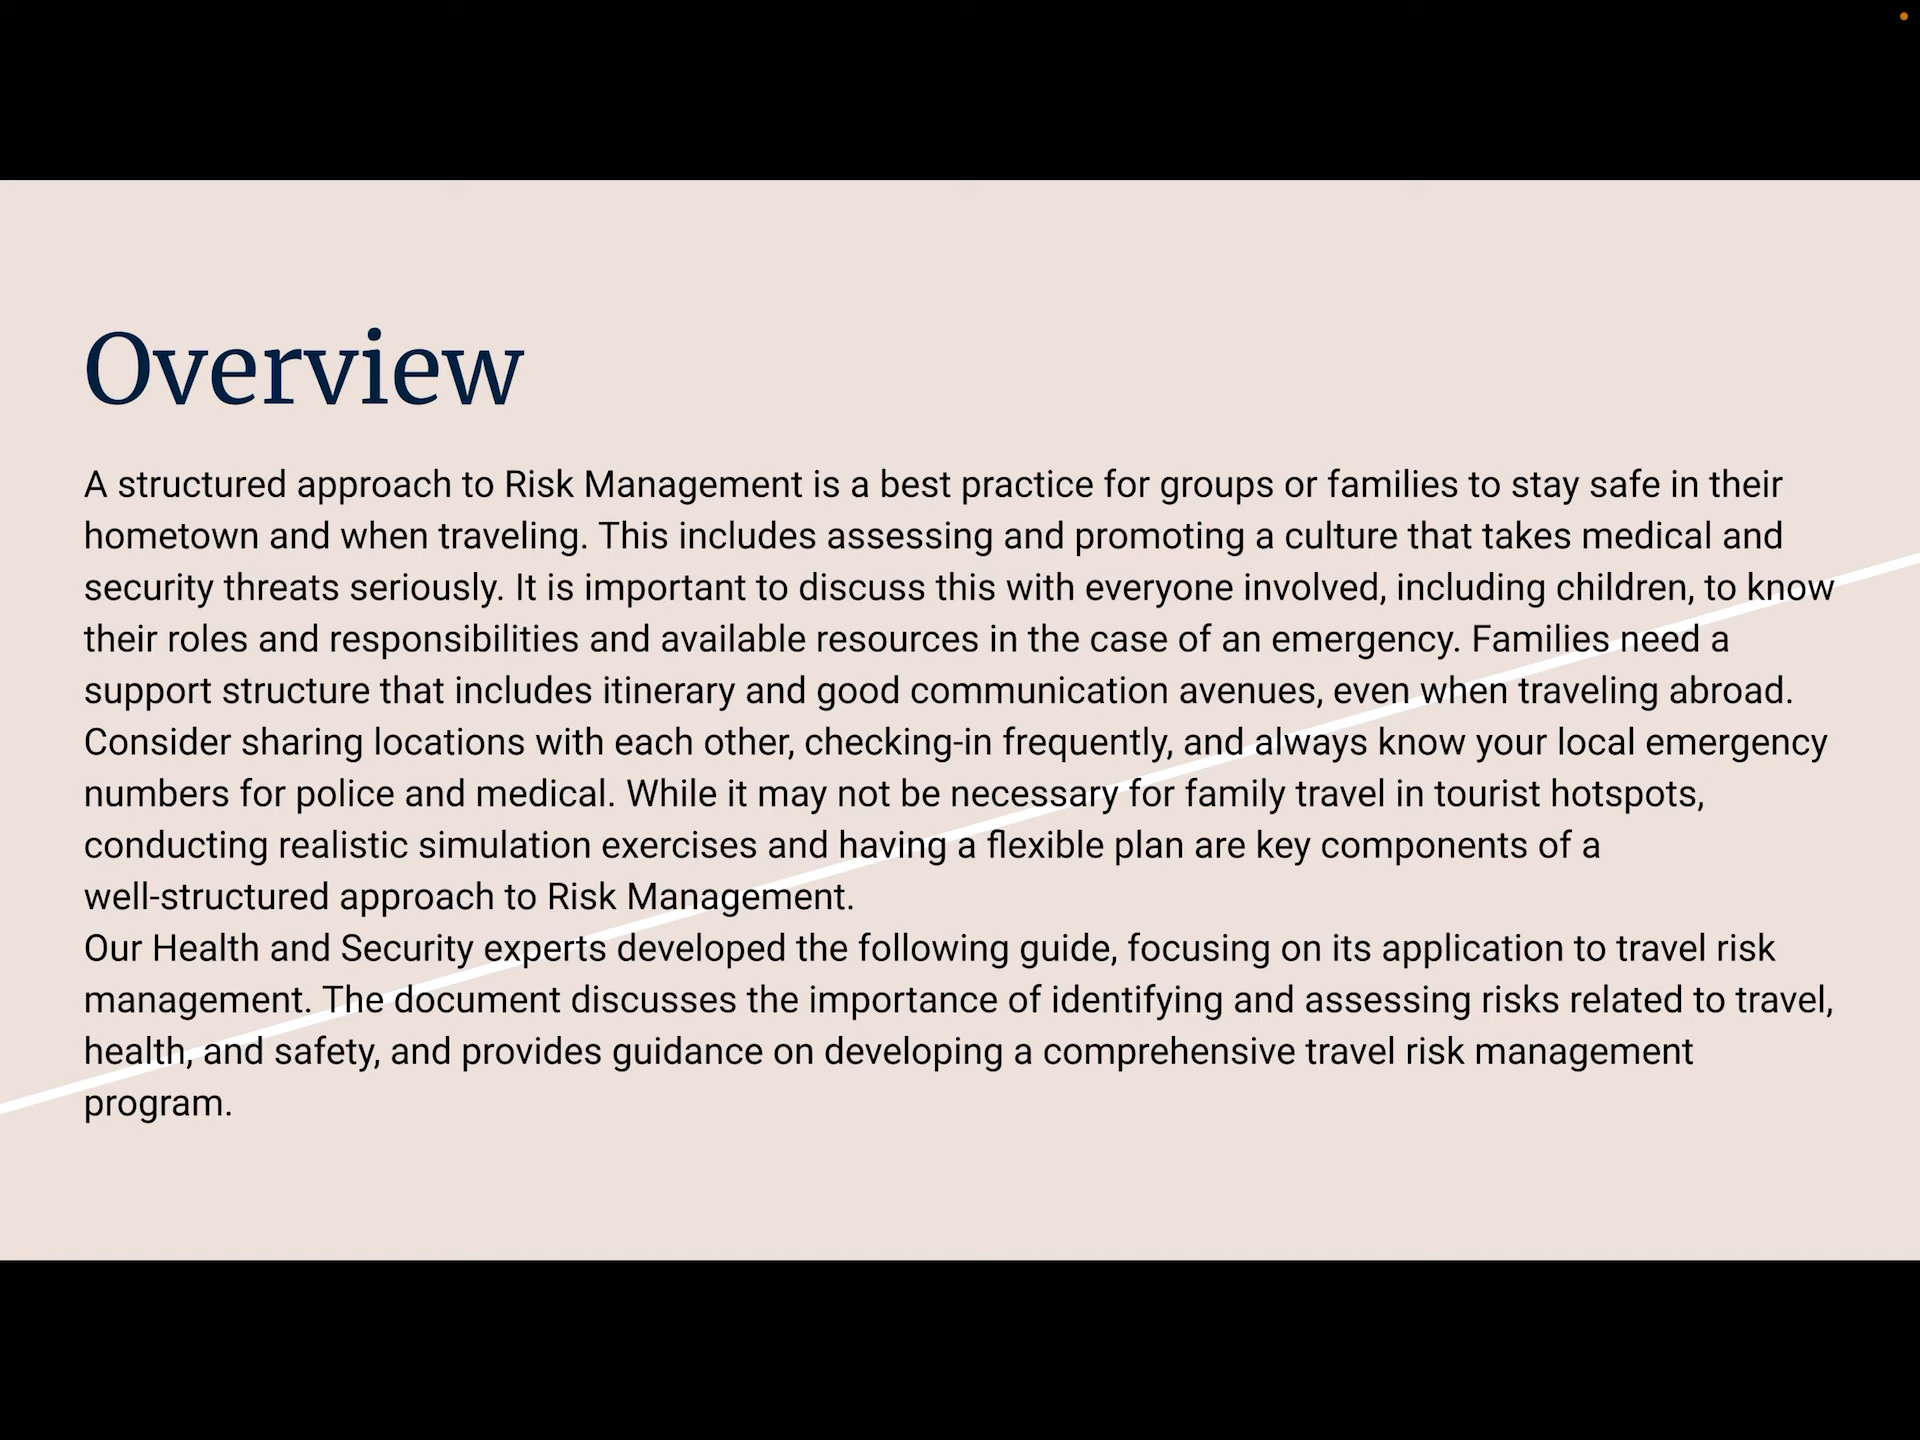 Overview
A structured approach to Risk Management is a best practice for groups or families to stay safe in their
hometown and when traveling. This includes assessing and promoting a culture that takes medical and
security threats seriously. It is important to discuss this with everyone involved, including children, to know
their roles and responsibilities and available resources in the case of an emergency. Families need a
support structure that includes itinerary and good communication avenues, even when traveling abroad.
Consider sharing locations with each other, checking-in frequently, and always know your local emergency
numbers for police and medical. While it may not be necessary for family travel in tourist hotspots,
conducting realistic simulation exercises and having a flexible plan are key components of a
well-structured approach to Risk Management.
Our Health and Security experts developed the following guide, focusing on its application to travel risk
management. The document discusses the importance of identifying and assessing risks related to travel,
health, and safety, and provides guidance on developing a comprehensive travel risk management
program.